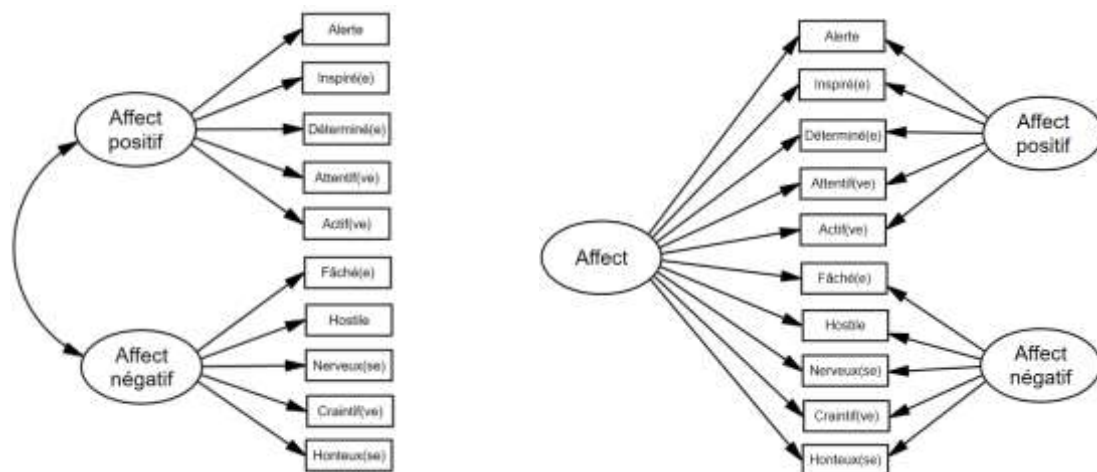 Affect
positif
Alerte
Inspiré(e)
Déterminé(e)
Attentif(ve)
Actif(ve)
Affect
négatif
Fâché(e)
Hostile
Nerveux(se)
Craintif(ve)
Honteux(se)
Affect
Alerte
Inspiré(e)
Déterminé(e)
Attentif(ve)
Actif(ve)
Fâché(e)
Hostile
Nerveux(se)
Craintif(ve)
Honteux(se)
Affect
positif
Affect
négatif